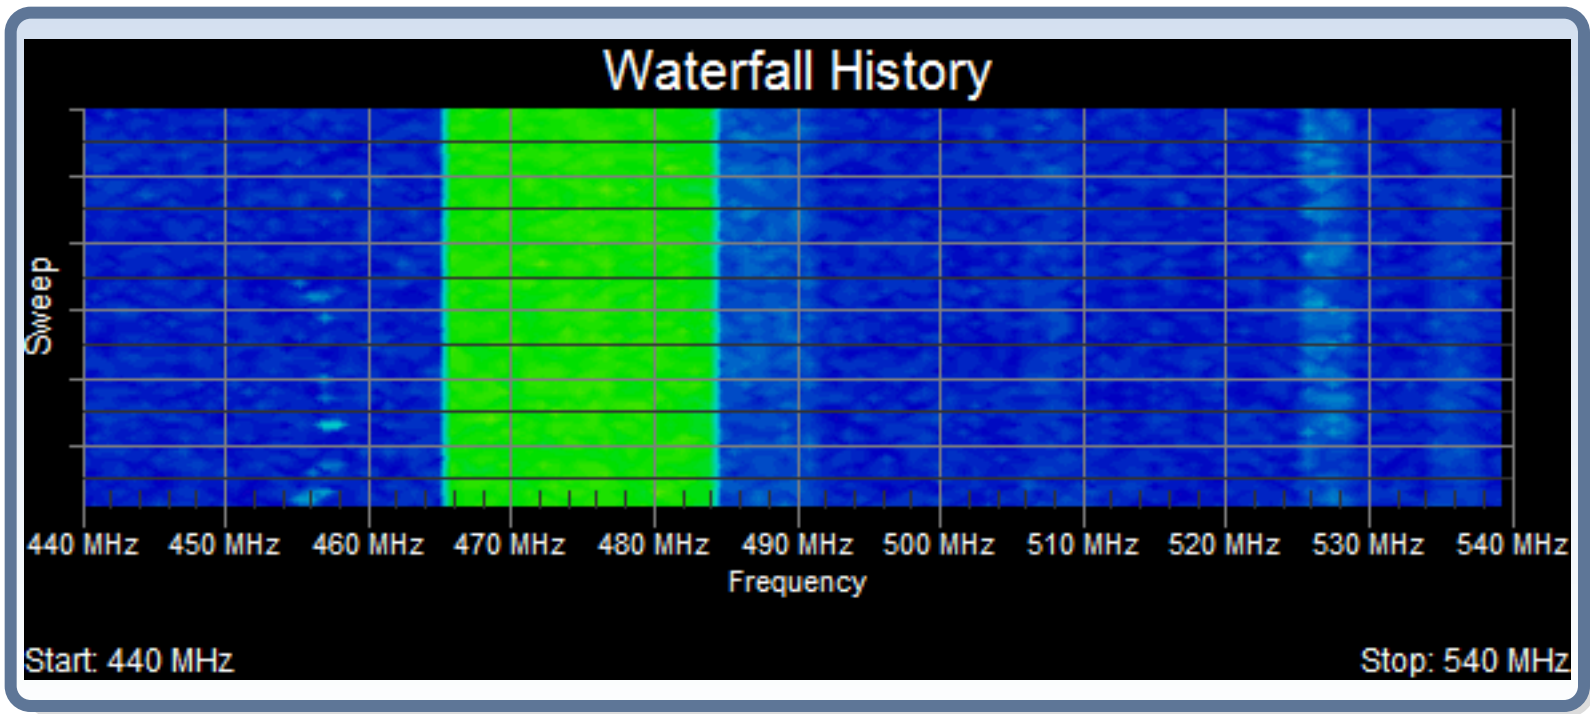 Waterfall History
Sweep
440 MHz 450 MHz 460 MHz 470 MHz 480 MHz 490 MHz 500 MHz 510 MHz 520 MHz 530 MHz 540 MHz
Frequency
Start: 440 MHz Stop: 540 MHz